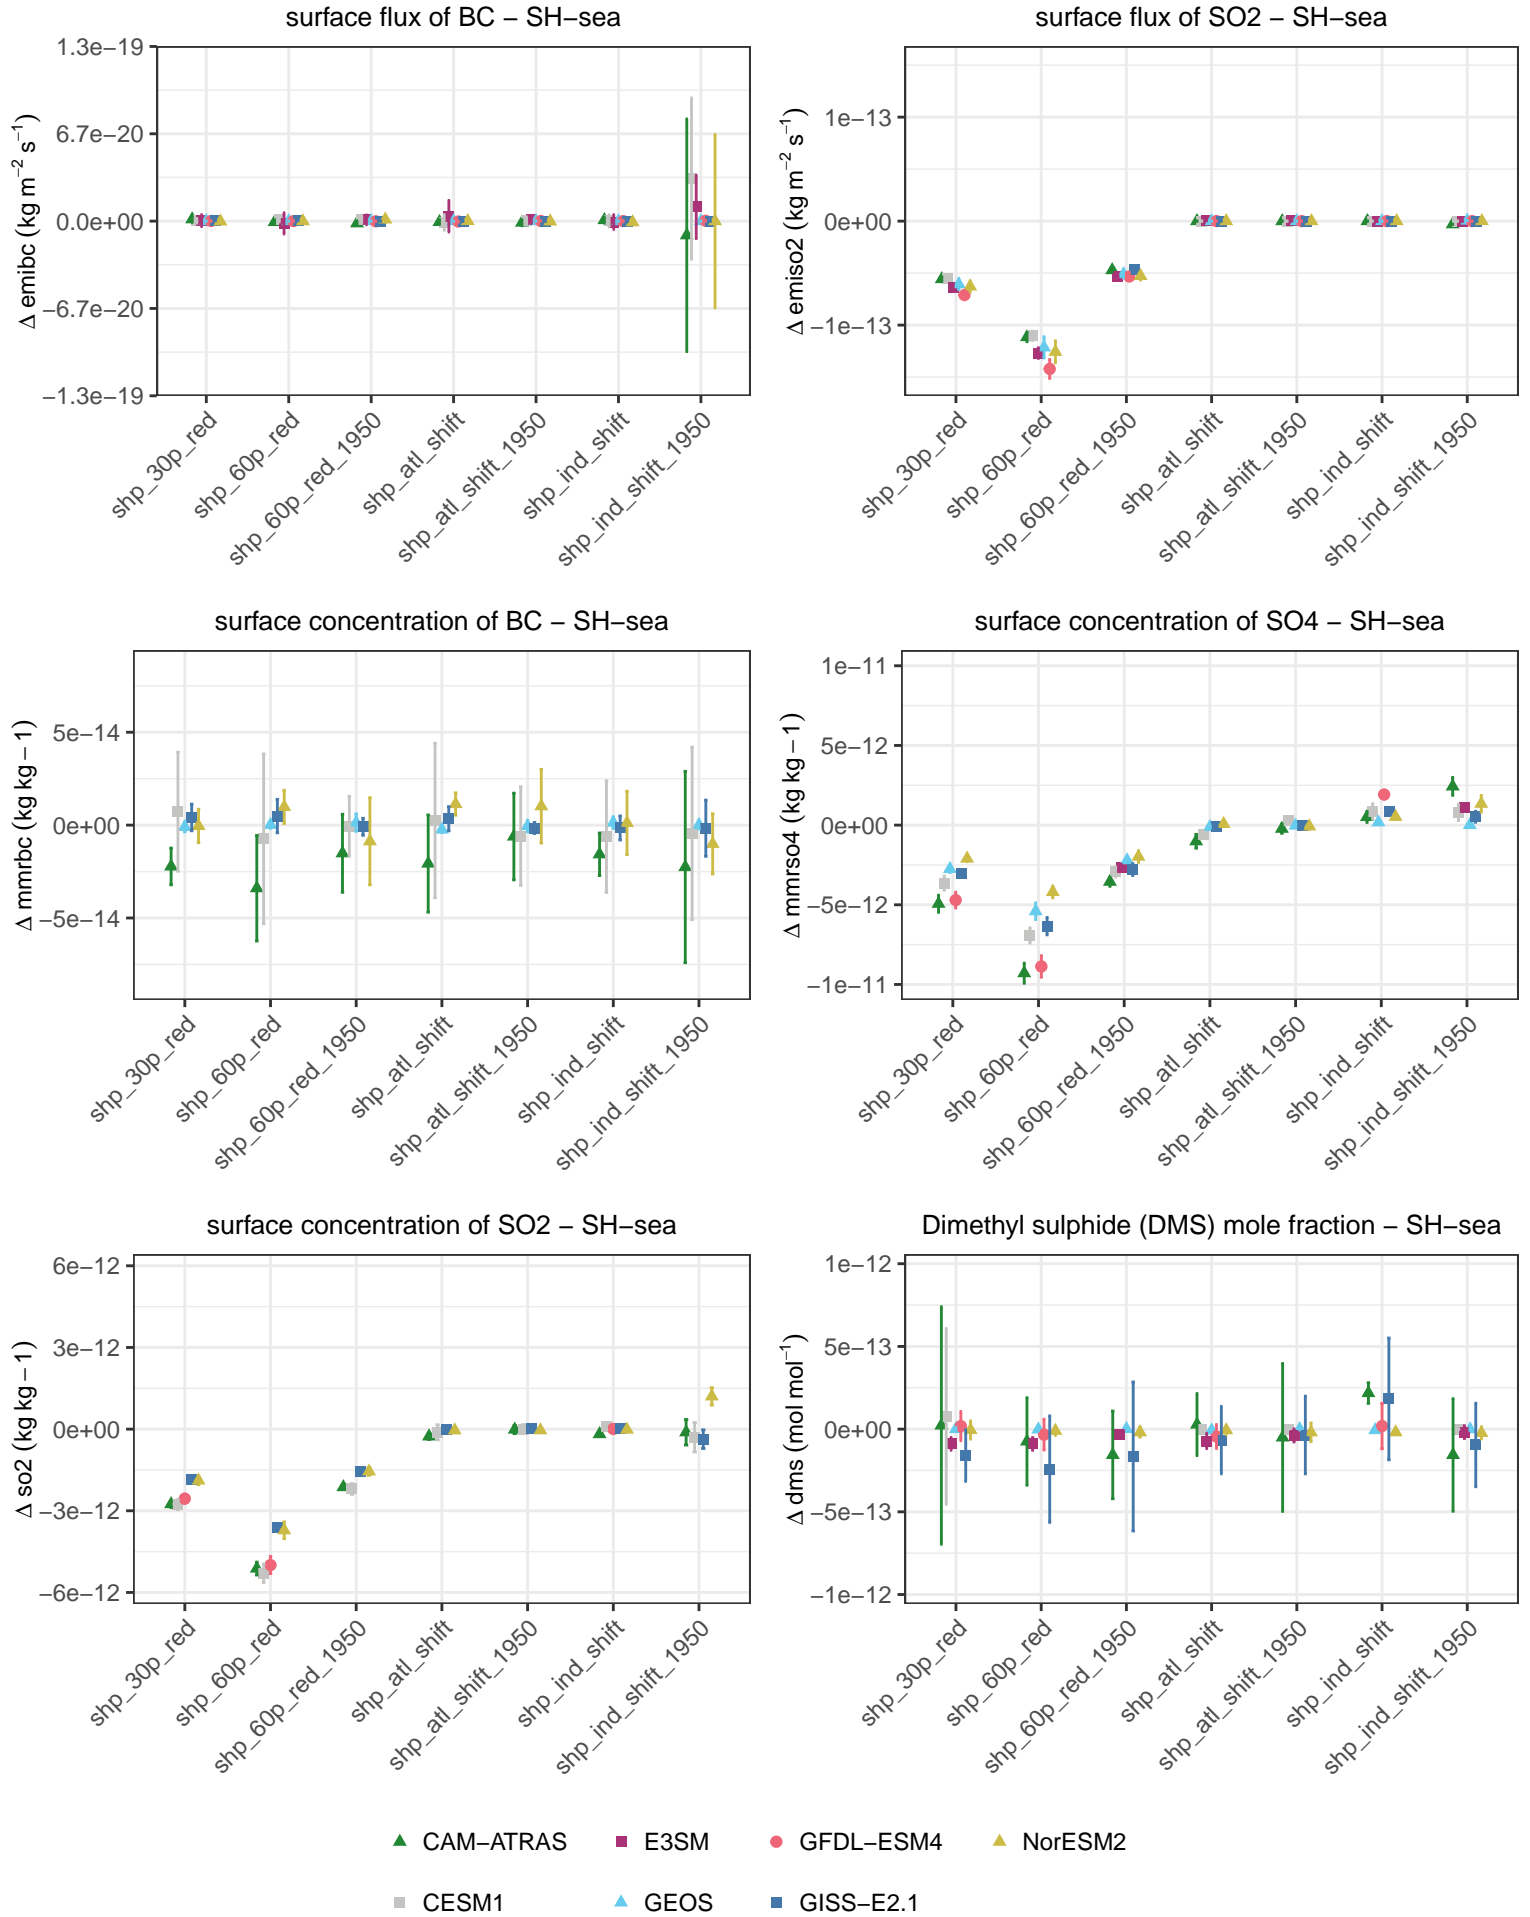 surface flux of BC − SH−sea
Δ emibc (kg m⁻² s⁻¹)
1.3e−19
6.7e−20
0.0e+00
−6.7e−20
−1.3e−19
shp_30p_red
shp_60p_red
shp_60p_red_1950
shp_atl_shift
shp_atl_shift_1950
shp_ind_shift
shp_ind_shift_1950
surface flux of SO2 − SH−sea
Δ emiso2 (kg m⁻² s⁻¹)
1e−13
0e+00
−1e−13
shp_30p_red
shp_60p_red
shp_60p_red_1950
shp_atl_shift
shp_atl_shift_1950
shp_ind_shift
shp_ind_shift_1950
surface concentration of BC − SH−sea
Δ mmrbc (kg kg−1)
5e−14
0e+00
−5e−14
shp_30p_red
shp_60p_red
shp_60p_red_1950
shp_atl_shift
shp_atl_shift_1950
shp_ind_shift
shp_ind_shift_1950
surface concentration of SO4 − SH−sea
Δ mmrso4 (kg kg−1)
1e−11
5e−12
0e+00
−5e−12
−1e−11
shp_30p_red
shp_60p_red
shp_60p_red_1950
shp_atl_shift
shp_atl_shift_1950
shp_ind_shift
shp_ind_shift_1950
surface concentration of SO2 − SH−sea
Δ so2 (kg kg−1)
6e−12
3e−12
0e+00
−3e−12
−6e−12
shp_30p_red
shp_60p_red
shp_60p_red_1950
shp_atl_shift
shp_atl_shift_1950
shp_ind_shift
shp_ind_shift_1950
Dimethyl sulphide (DMS) mole fraction − SH−sea
Δ dms (mol mol⁻¹)
1e−12
5e−13
0e+00
−5e−13
−1e−12
shp_30p_red
shp_60p_red
shp_60p_red_1950
shp_atl_shift
shp_atl_shift_1950
shp_ind_shift
shp_ind_shift_1950
CAM−ATRAS E3SM GFDL−ESM4 NorESM2
CESM1 GEOS GISS−E2.1